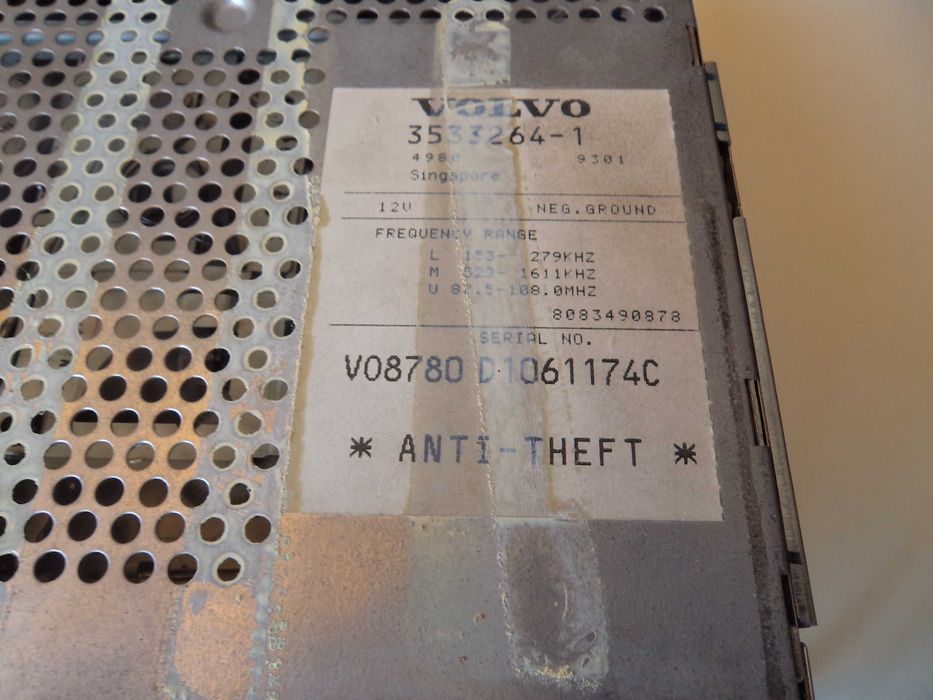 VOLVO
3533264-1
4980 9301
Singapore
12V NEG.GROUND
FREQUENCY RANGE
L 153- 279KHZ
M 522- 1611KHZ
U 87.5-108.0MHZ
8083490878
SERIAL NO.
VO8780 D1061174C
* ANTI-THEFT *